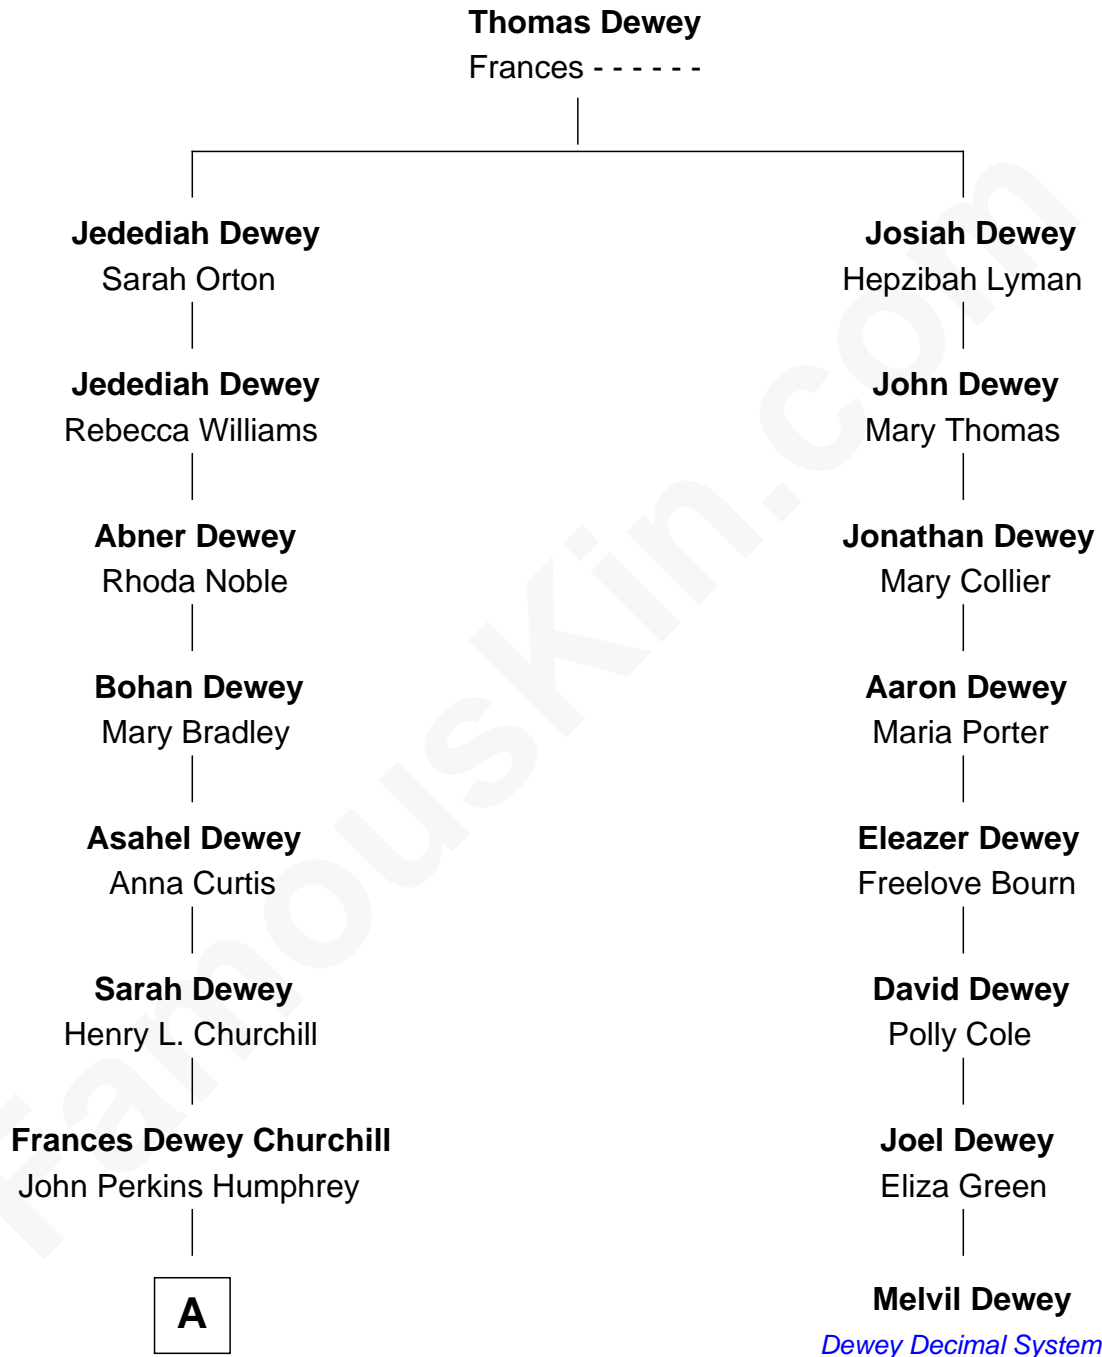 Thomas Dewey
Frances - - - - - -
Jedediah Dewey
Sarah Orton
Josiah Dewey
Hepzibah Lyman
Jedediah Dewey
Rebecca Williams
John Dewey
Mary Thomas
Abner Dewey
Rhoda Noble
Jonathan Dewey
Mary Collier
Bohan Dewey
Mary Bradley
Aaron Dewey
Maria Porter
Asahel Dewey
Anna Curtis
Eleazer Dewey
Freelove Bourn
Sarah Dewey
Henry L. Churchill
David Dewey
Polly Cole
Frances Dewey Churchill
John Perkins Humphrey
Joel Dewey
Eliza Green
A
Melvil Dewey
Dewey Decimal System
FamousKin.com